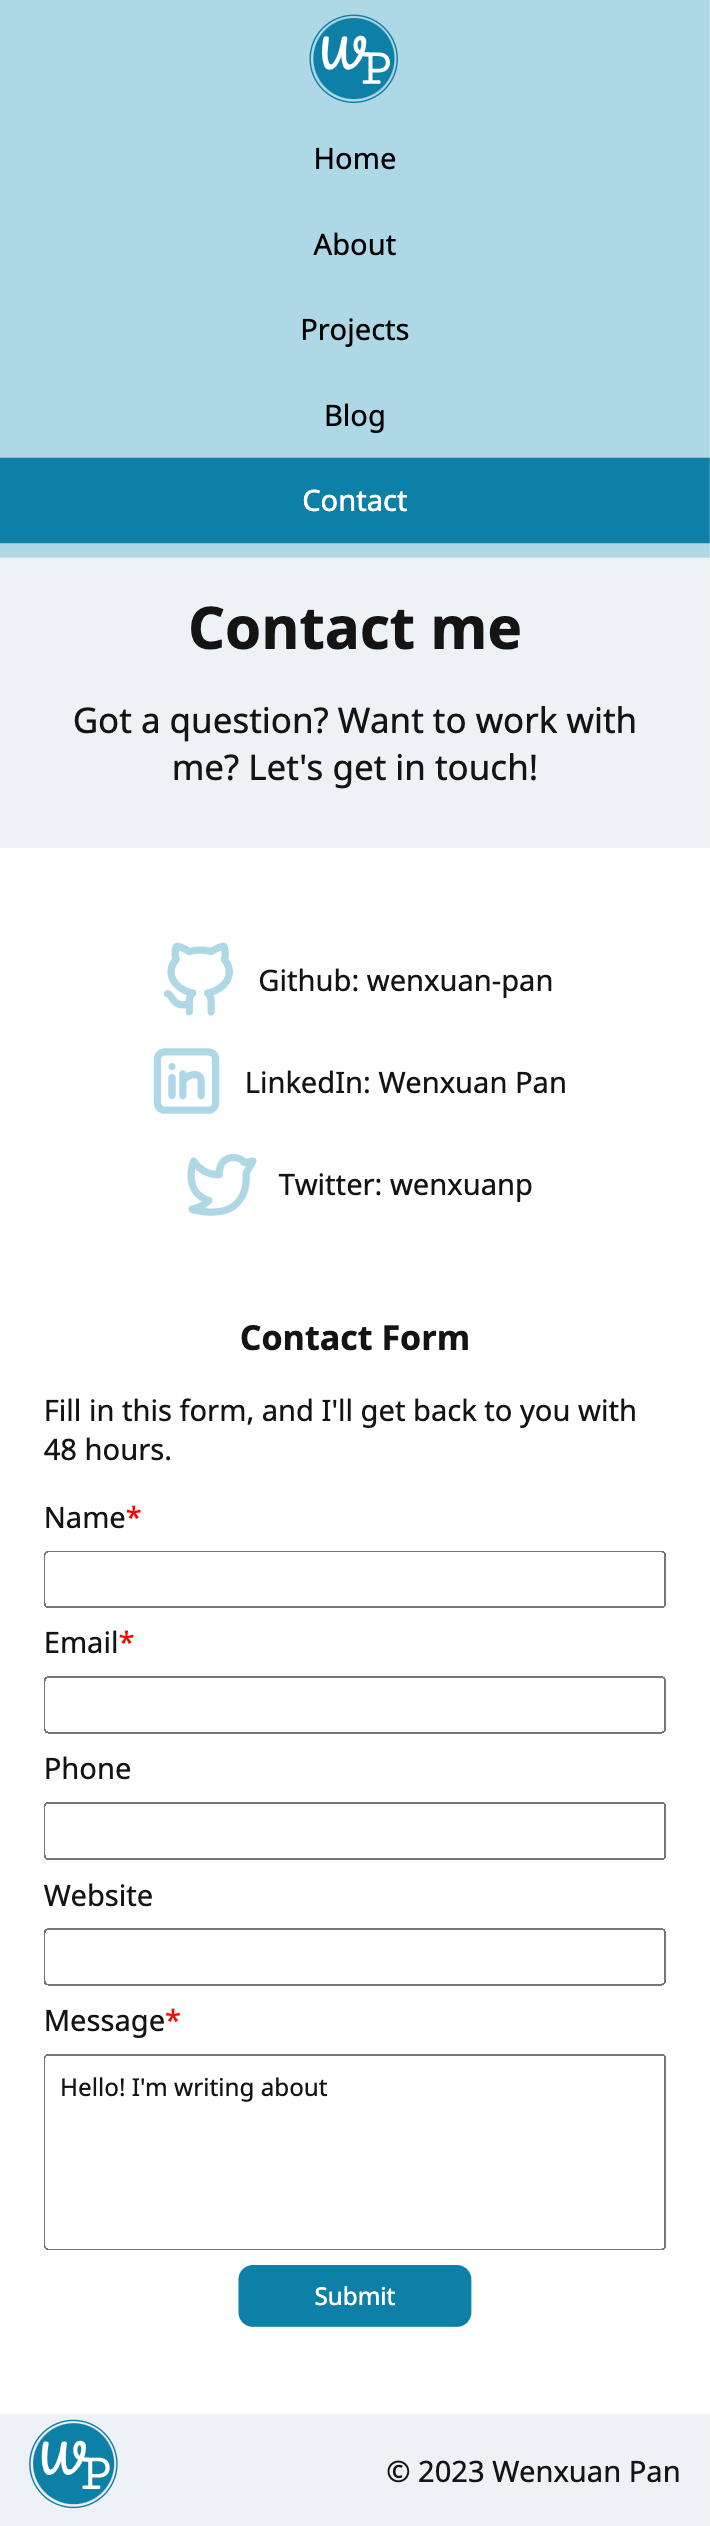 WP
Home
About
Projects
Blog
Contact
Contact me
Got a question? Want to work with
me? Let's get in touch!
Github: wenxuan-pan
in
LinkedIn: Wenxuan Pan
Twitter: wenxuanp
Contact Form
Fill in this form, and I'll get back to you with
48 hours.
Name*
Email*
Phone
Website
Message*
Hello! I'm writing about
Submit
WP
© 2023 Wenxuan Pan